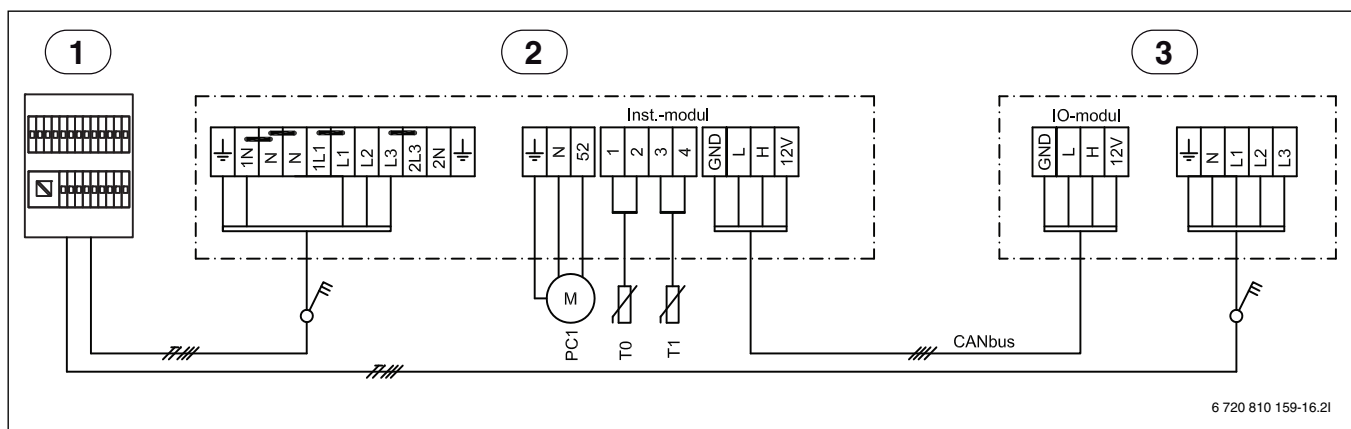 1 2 3
Inst.-modul IO-modul
1N N N 1L1 L1 L2 L3 2L3 2N
N 52
1 2 3 4
GND L H 12V
GND L H 12V
N L1 L2 L3
M
PC1 T0 T1
CANbus
6 720 810 159-16.2I